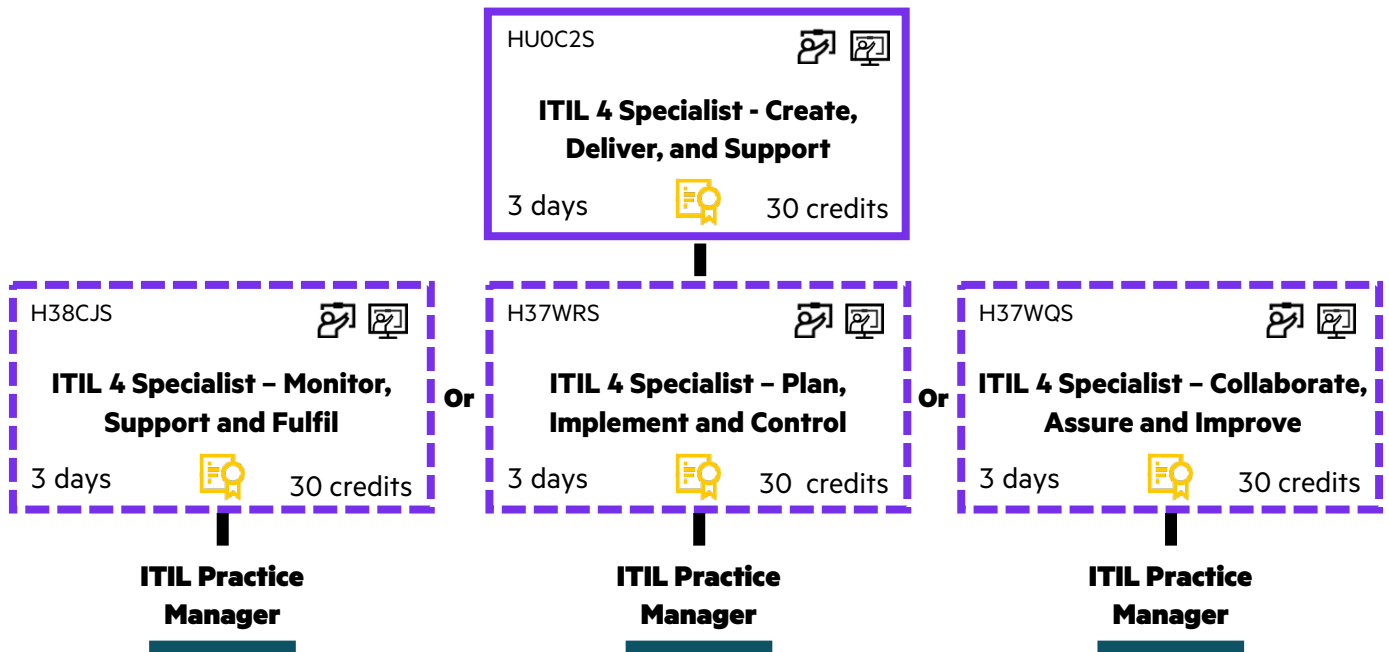 HU0C2S
ITIL 4 Specialist - Create,
Deliver, and Support
3 days
30 credits
H38CJS
ITIL 4 Specialist – Monitor,
Support and Fulfil
3 days
30 credits
Or
H37WRS
ITIL 4 Specialist – Plan,
Implement and Control
3 days
30 credits
Or
H37WQS
ITIL 4 Specialist – Collaborate,
Assure and Improve
3 days
30 credits
ITIL Practice
Manager
ITIL Practice
Manager
ITIL Practice
Manager